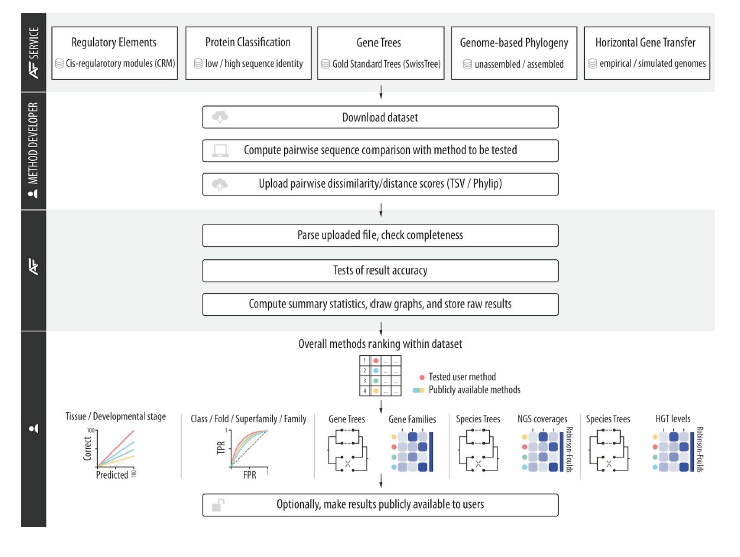 AF SERVICE
Regulatory Elements
Cis-regularotory modules (CRM)
Protein Classification
low / high sequence identity
Gene Trees
Gold Standard Trees (SwissTree)
Genome-based Phylogeny
unassembled / assembled
Horizontal Gene Transfer
empirical / simulated genomes
METHOD DEVELOPER
Download dataset
Compute pairwise sequence comparison with method to be tested
Upload pairwise dissimilarity/distance scores (TSV / Phylip)
AF
Parse uploaded file, check completeness
Tests of result accuracy
Compute summary statistics, draw graphs, and store raw results
Overall methods ranking within dataset
1 ... ...
2 ... ...
3 ... ...
4 ... ...
Tested user method
Publicly available methods
Tissue / Developmental stage
100
Correct
Predicted
100
Class / Fold / Superfamily / Family
1
TPR
FPR
1
Gene Trees
Gene Families
Species Trees
NGS coverages
Robinson-Foulds
Species Trees
HGT levels
Robinson-Foulds
Optionally, make results publicly available to users